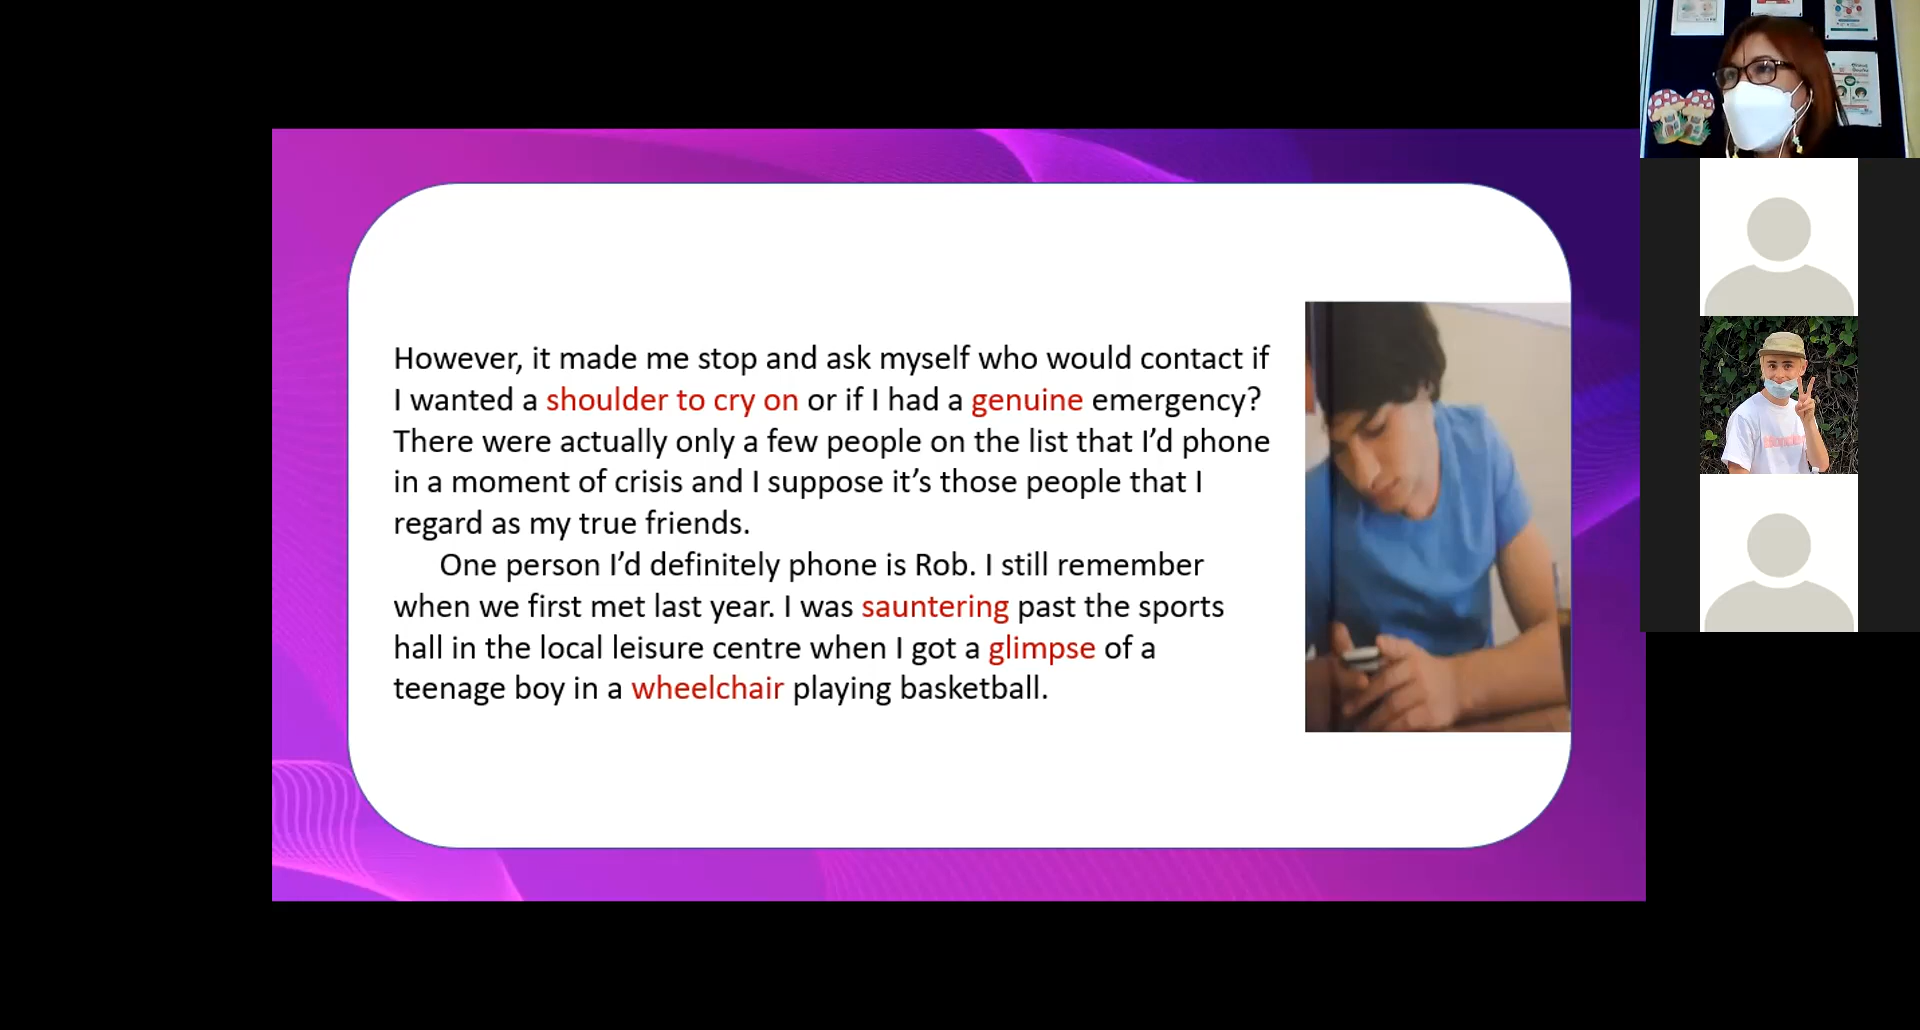 However, it made me stop and ask myself who would contact if
I wanted a shoulder to cry on or if I had a genuine emergency?
There were actually only a few people on the list that I’d phone
in a moment of crisis and I suppose it’s those people that I
regard as my true friends.
One person I’d definitely phone is Rob. I still remember
when we first met last year. I was sauntering past the sports
hall in the local leisure centre when I got a glimpse of a
teenage boy in a wheelchair playing basketball.